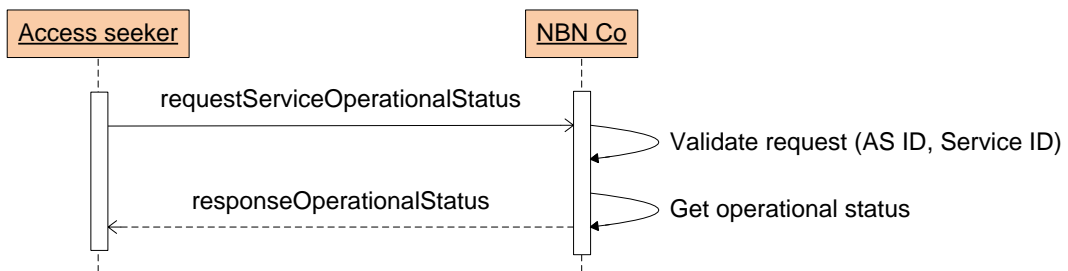 Access seeker
NBN Co
requestServiceOperationalStatus
Validate request (AS ID, Service ID)
responseOperationalStatus
Get operational status